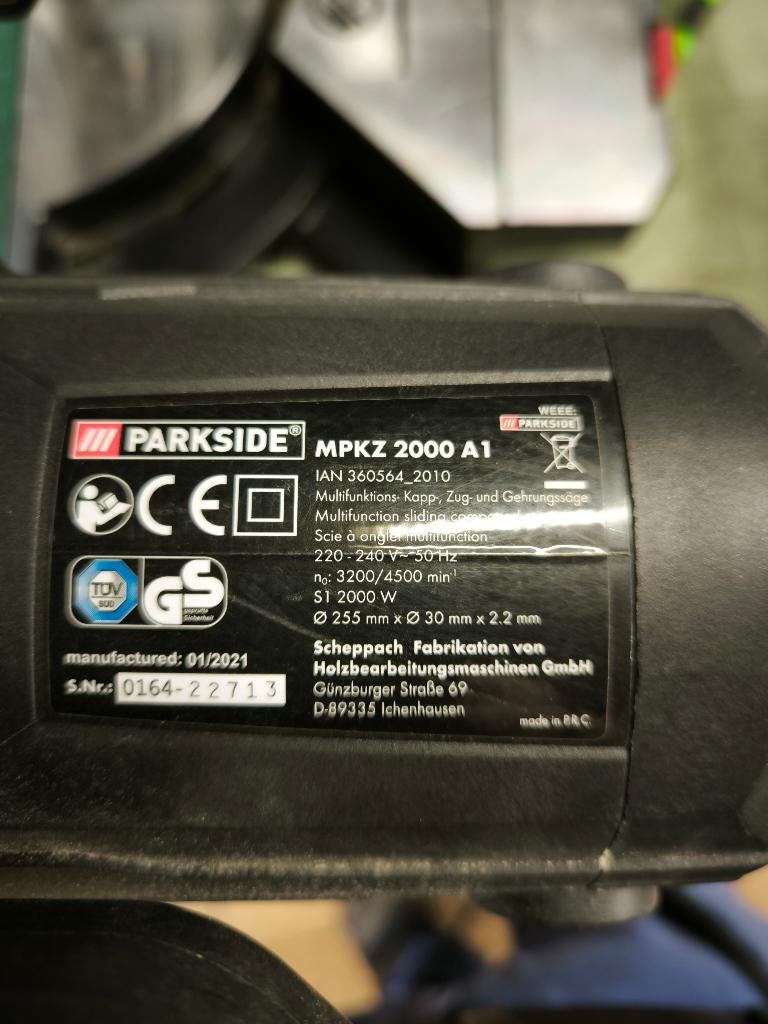 PARKSIDE®
MPKZ 2000 A1
WEEE:
PARKSIDE
IAN 360564_2010
Multifunktions- Kapp-, Zug- und Gehrungssäge
Multifunction sliding
Scie à onglet multifunction
220 - 240 V~ 50 Hz
n₀: 3200/4500 min⁻¹
S1 2000 W
Ø 255 mm x Ø 30 mm x 2.2 mm
CE
TÜV
SÜD
GS
geprüfte
Sicherheit
manufactured: 01/2021
S.Nr.: 0164-22713
Scheppach Fabrikation von
Holzbearbeitungsmaschinen GmbH
Günzburger Straße 69
D-89335 Ichenhausen
made in P.R.C.